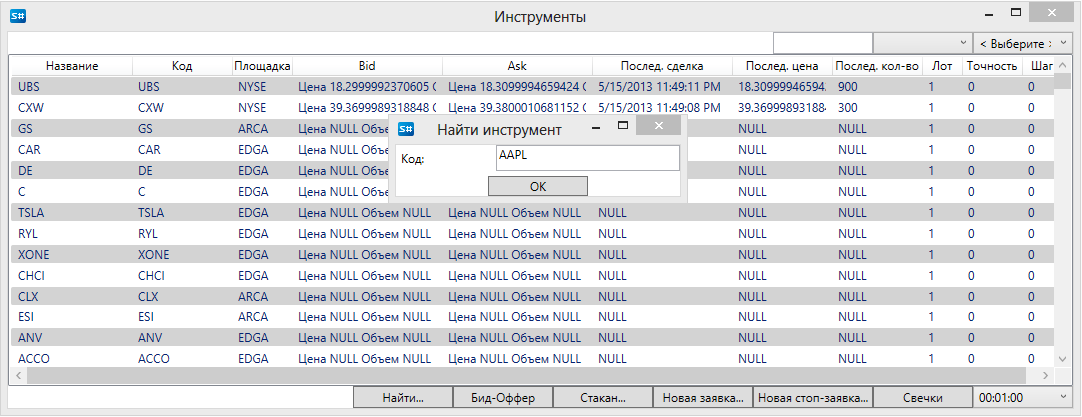 S# Инструменты
< Выберите >
Название Код Площадка Bid Ask Послед. сделка Послед. цена Послед. кол-во Лот Точность Шаг
UBS UBS NYSE Цена 18.2999992370605 О Цена 18.3099994659424 О 5/15/2013 11:49:11 PM 18.309999465942 900 1 0 0
CXW CXW NYSE Цена 39.3699989318848 О Цена 39.3800010681152 О 5/15/2013 11:49:08 PM 39.369998931884 300 1 0 0
GS GS ARCA Цена NULL Объем NULL NULL 1 0 0
CAR CAR EDGA Цена NULL Объем NULL NULL 1 0 0
DE DE EDGA Цена NULL Объем NULL NULL 1 0 0
C C EDGA Цена NULL Объем NULL NULL 1 0 0
S# Найти инструмент
Код: AAPL
OK
TSLA TSLA EDGA Цена NULL Объем NULL Цена NULL Объем NULL NULL NULL NULL 1 0 0
RYL RYL EDGA Цена NULL Объем NULL Цена NULL Объем NULL NULL NULL NULL 1 0 0
XONE XONE EDGA Цена NULL Объем NULL Цена NULL Объем NULL NULL NULL NULL 1 0 0
CHCI CHCI EDGA Цена NULL Объем NULL Цена NULL Объем NULL NULL NULL NULL 1 0 0
CLX CLX ARCA Цена NULL Объем NULL Цена NULL Объем NULL NULL NULL NULL 1 0 0
ESI ESI ARCA Цена NULL Объем NULL Цена NULL Объем NULL NULL NULL NULL 1 0 0
ANV ANV EDGA Цена NULL Объем NULL Цена NULL Объем NULL NULL NULL NULL 1 0 0
ACCO ACCO EDGA Цена NULL Объем NULL Цена NULL Объем NULL NULL NULL NULL 1 0 0
Найти... Бид-Оффер Стакан... Новая заявка... Новая стоп-заявка... Свечки 00:01:00